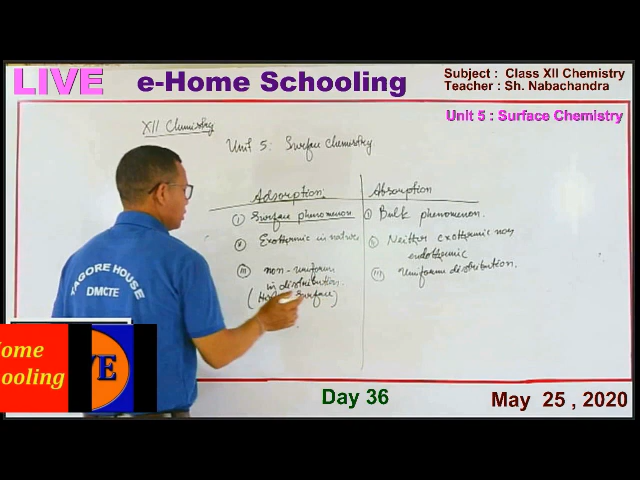 LIVE e-Home Schooling
Subject : Class XII Chemistry
Teacher : Sh. Nabachandra
Unit 5 : Surface Chemistry
XII Chemistry
Unit 5: Surface Chemistry
Adsorption:
(i) Surface phenomenon
(ii) Exothermic in nature
(iii) non-uniform
in distribution.
Surface)
Absorption
(i) Bulk phenomenon.
(ii) Neither exothermic nor
endothermic
(iii) Uniform distribution.
TAGORE HOUSE
DMCTE
Home
ooling
E
Day 36
May 25 , 2020